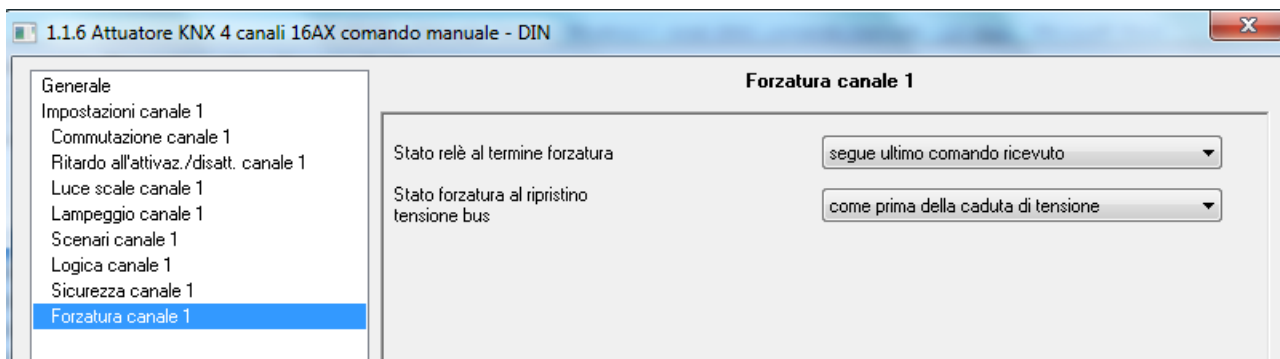 1.1.6 Attuatore KNX 4 canali 16AX comando manuale - DIN
Generale
Impostazioni canale 1
Commutazione canale 1
Ritardo all'attivaz./disatt. canale 1
Luce scale canale 1
Lampeggio canale 1
Scenari canale 1
Logica canale 1
Sicurezza canale 1
Forzatura canale 1
Forzatura canale 1
Stato relè al termine forzatura
segue ultimo comando ricevuto
Stato forzatura al ripristino
tensione bus
come prima della caduta di tensione